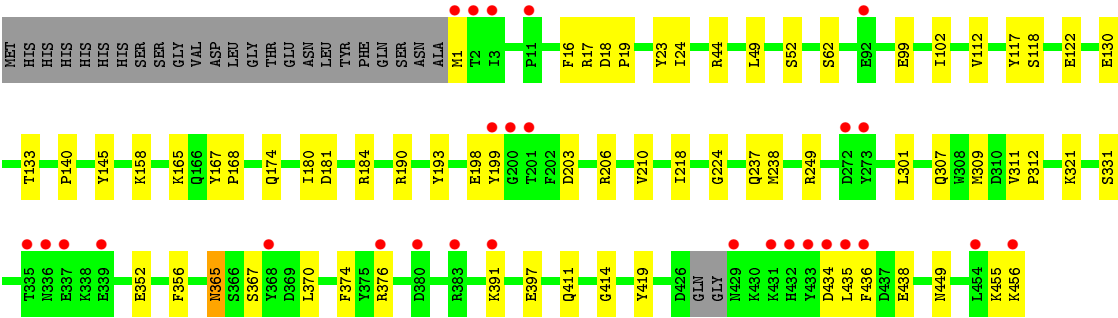 MET HIS HIS HIS HIS HIS HIS SER SER GLY VAL ASP LEU GLY THR GLU ASN LEU TYR PHE GLN SER ASN ALA M1 T2 I3 P11 F16 R17 D18 P19 Y23 I24 R44 L49 S52 S62 E92 E99 I102 V112 Y117 S118 E122 E130
T133 P140 Y145 K158 K165 Q166 Y167 P168 Q174 I180 D181 R184 R190 Y193 E198 Y199 G200 T201 F202 D203 R206 V210 I218 G224 Q237 M238 R249 D272 Y273 L301 Q307 W308 M309 D310 V311 P312 K321 S331
T335 N336 E337 K338 E339 E352 F356 N365 S366 S367 Y368 D369 L370 F374 Y375 R376 D380 R383 K391 E397 Q411 G414 Y419 D426 GLN GLY N429 K430 K431 H432 Y433 D434 L435 F436 D437 E438 N449 L454 K455 K456